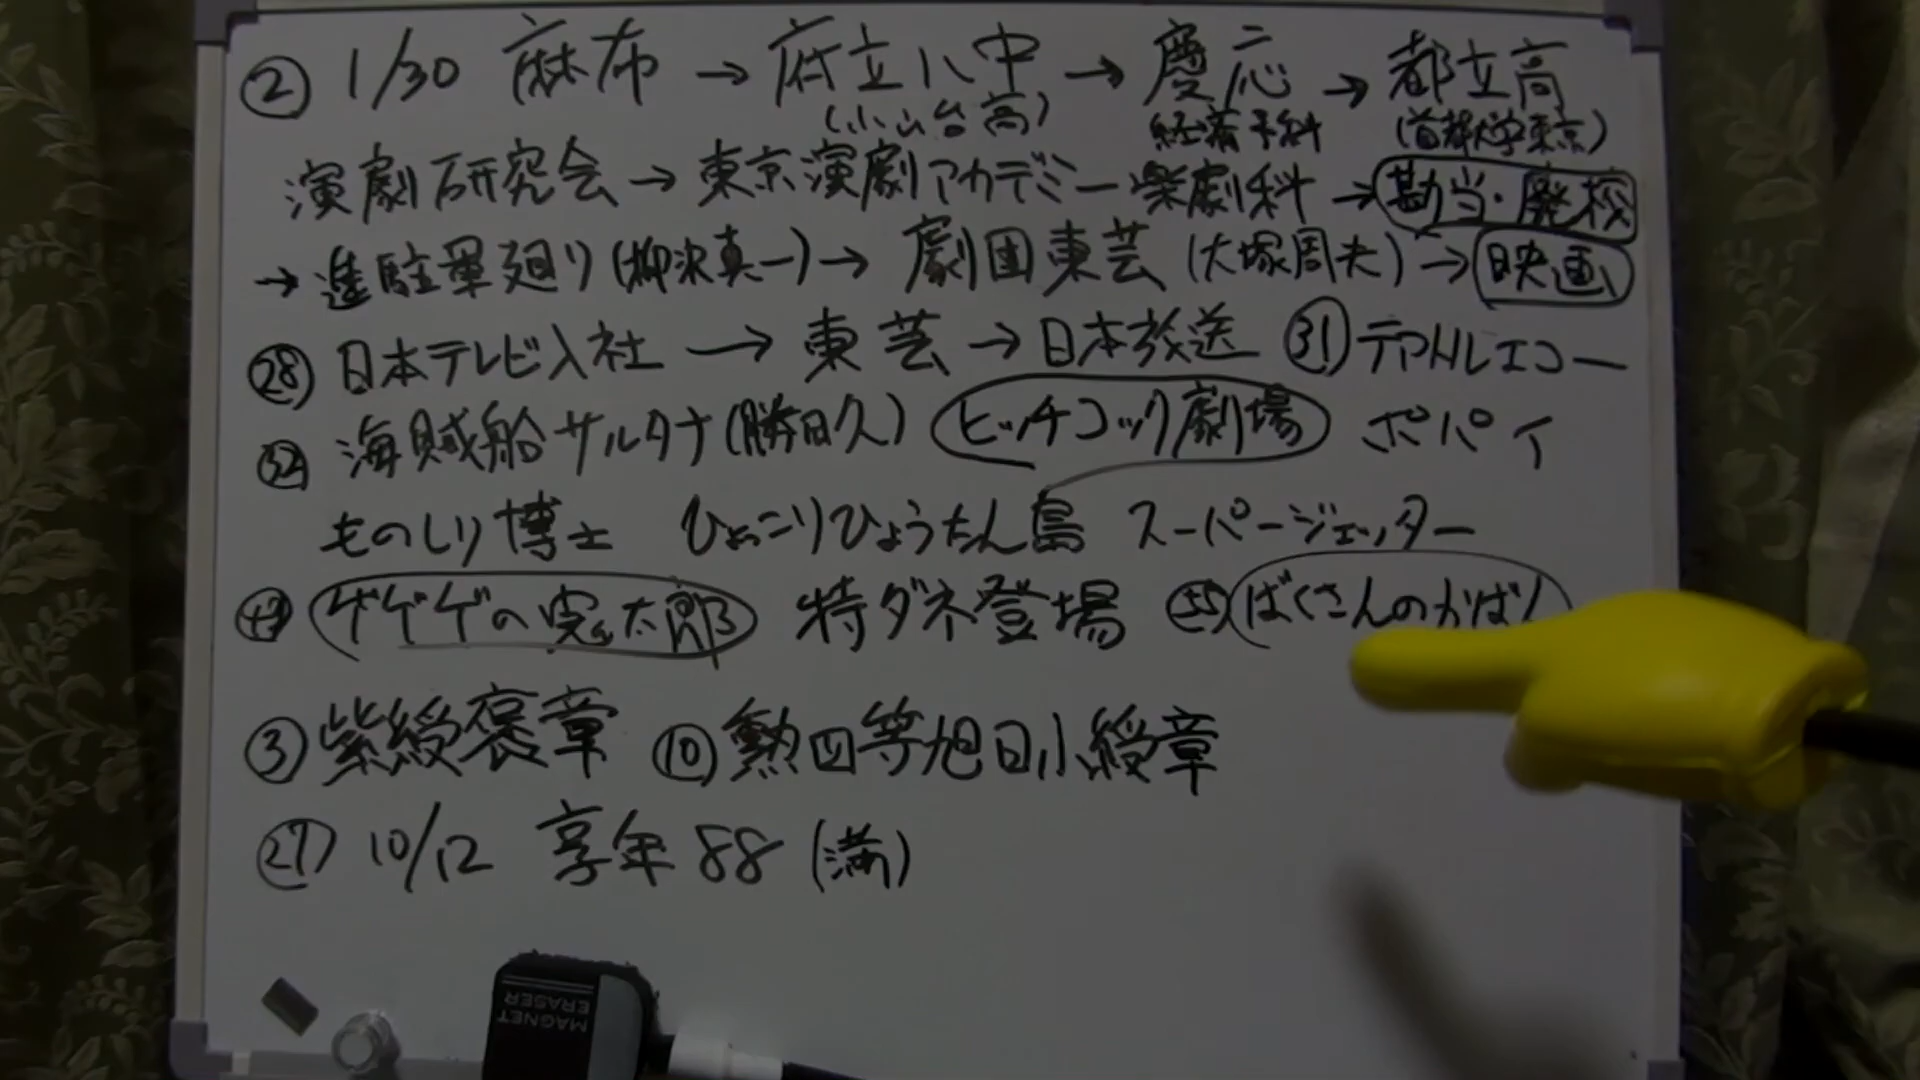 ② 1/30 麻布 → 府立八中 → 慶応 → 都立高
(小山台高) 経済予科 (首都大学東京)
演劇研究会 → 東京演劇アカデミー楽劇科 → 勘当・廃校
→ 進駐軍廻り(柳沢真一) → 劇団東芸 (大塚周夫) → 映画
㉘ 日本テレビ入社 → 東芸 → 日本放送 ㉛ テアトルエコー
㉜ 海賊船サルタナ(勝田久) ヒッチコック劇場 ポパイ
ものしり博士 ひょっこりひょうたん島 スーパージェッター
ゲゲゲの鬼太郎 特ダネ登場 55 ばくさんのかばん
③ 紫綬褒章 ⑩ 勲四等旭日小綬章
㉗ 10/12 享年 88 (満)
MAGNET
ERASER